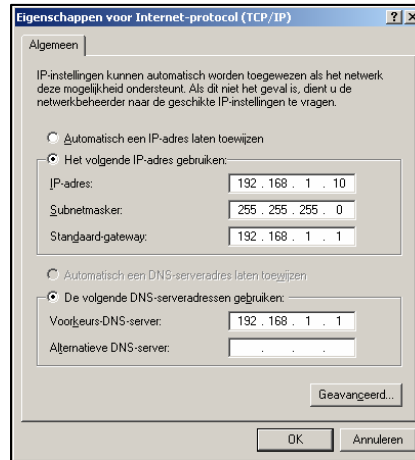 Eigenschappen voor Internet-protocol (TCP/IP)
Algemeen
IP-instellingen kunnen automatisch worden toegewezen als het netwerk
deze mogelijkheid ondersteunt. Als dit niet het geval is, dient u de
netwerkbeheerder naar de geschikte IP-instellingen te vragen.
Automatisch een IP-adres laten toewijzen
Het volgende IP-adres gebruiken:
IP-adres: 192 . 168 . 1 . 10
Subnetmasker: 255 . 255 . 255 . 0
Standaard-gateway: 192 . 168 . 1 . 1
Automatisch een DNS-serveradres laten toewijzen
De volgende DNS-serveradressen gebruiken:
Voorkeurs-DNS-server: 192 . 168 . 1 . 1
Alternatieve DNS-server: . . .
Geavanceerd...
OK Annuleren